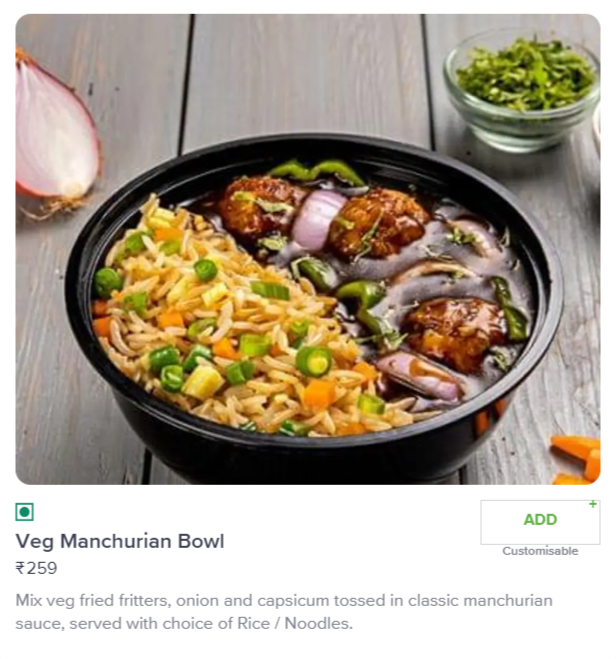 Veg Manchurian Bowl
₹259
ADD
+
Customisable
Mix veg fried fritters, onion and capsicum tossed in classic manchurian
sauce, served with choice of Rice / Noodles.